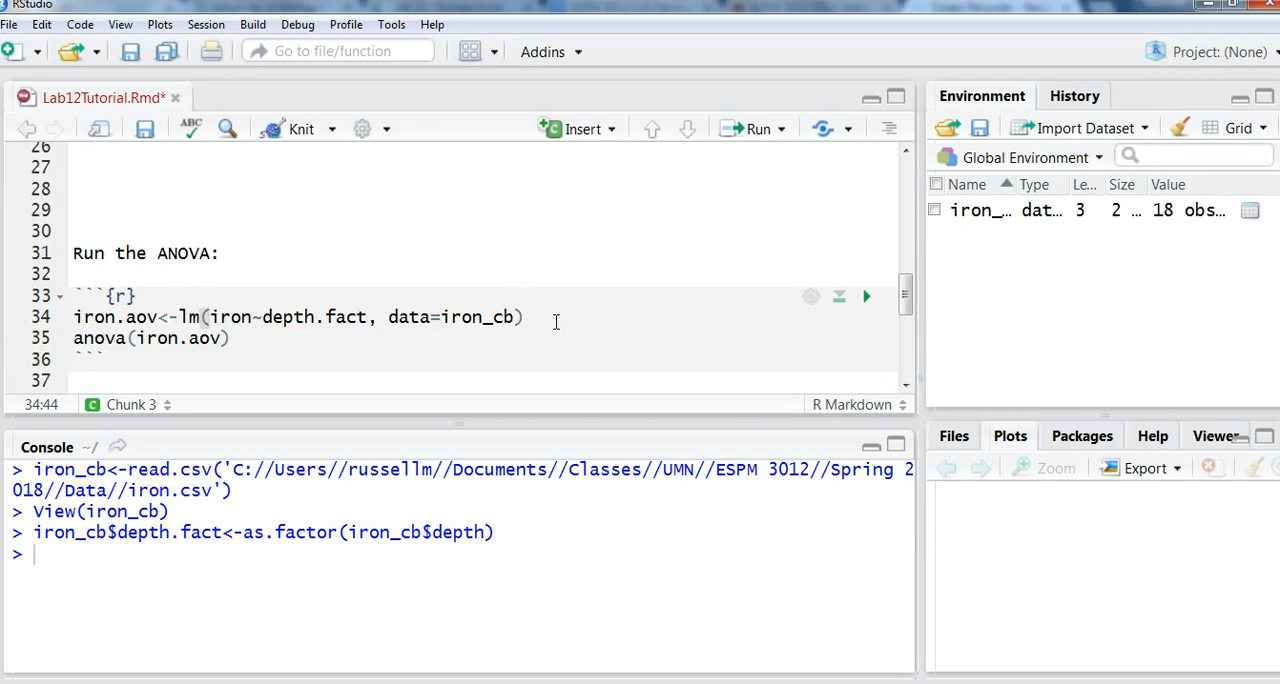 RStudio
File Edit Code View Plots Session Build Debug Profile Tools Help
Go to file/function
Addins
Project: (None)
Lab12Tutorial.Rmd*
ABC
Knit
Insert
Run
26
27
28
29
30
31 Run the ANOVA:
32
33 ```{r}
34 iron.aov<-lm(iron~depth.fact, data=iron_cb)
35 anova(iron.aov)
36 ```
37
34:44 C Chunk 3 R Markdown
Console ~/
> iron_cb<-read.csv('C://Users//russellm//Documents//Classes//UMN//ESPM 3012//Spring 2
018//Data//iron.csv')
> View(iron_cb)
> iron_cb$depth.fact<-as.factor(iron_cb$depth)
>
Environment History
Import Dataset Grid
Global Environment
Name Type Le... Size Value
iron_... dat... 3 2 ... 18 obs...
Files Plots Packages Help Viewer
Zoom Export